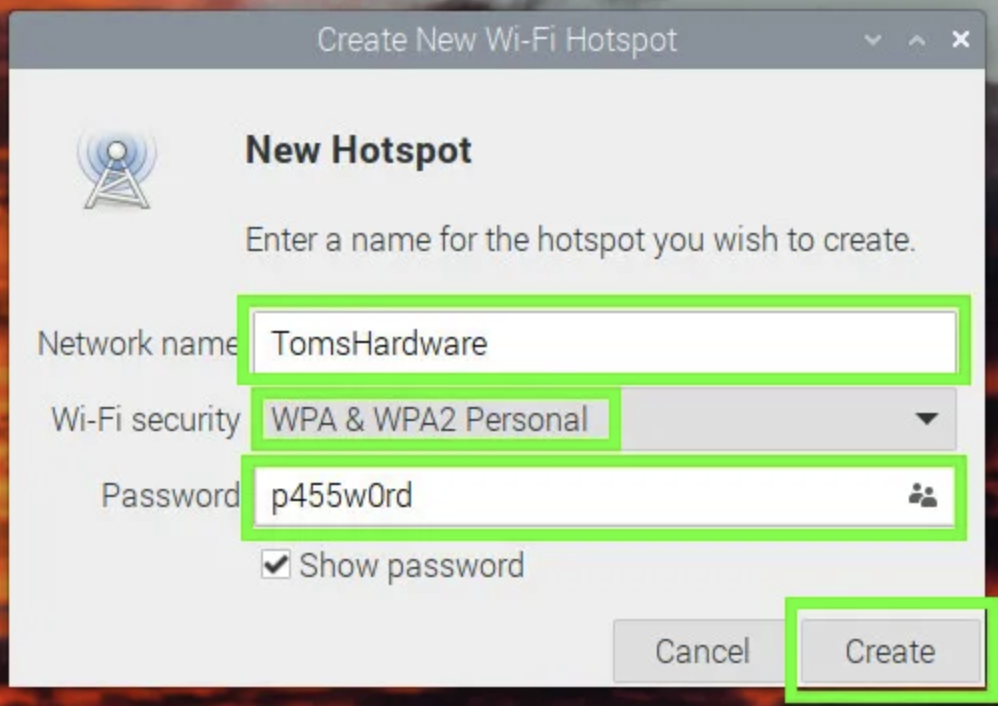 Create New Wi-Fi Hotspot
New Hotspot
Enter a name for the hotspot you wish to create.
Network name TomsHardware
Wi-Fi security WPA & WPA2 Personal
Password p455w0rd
Show password
Cancel Create